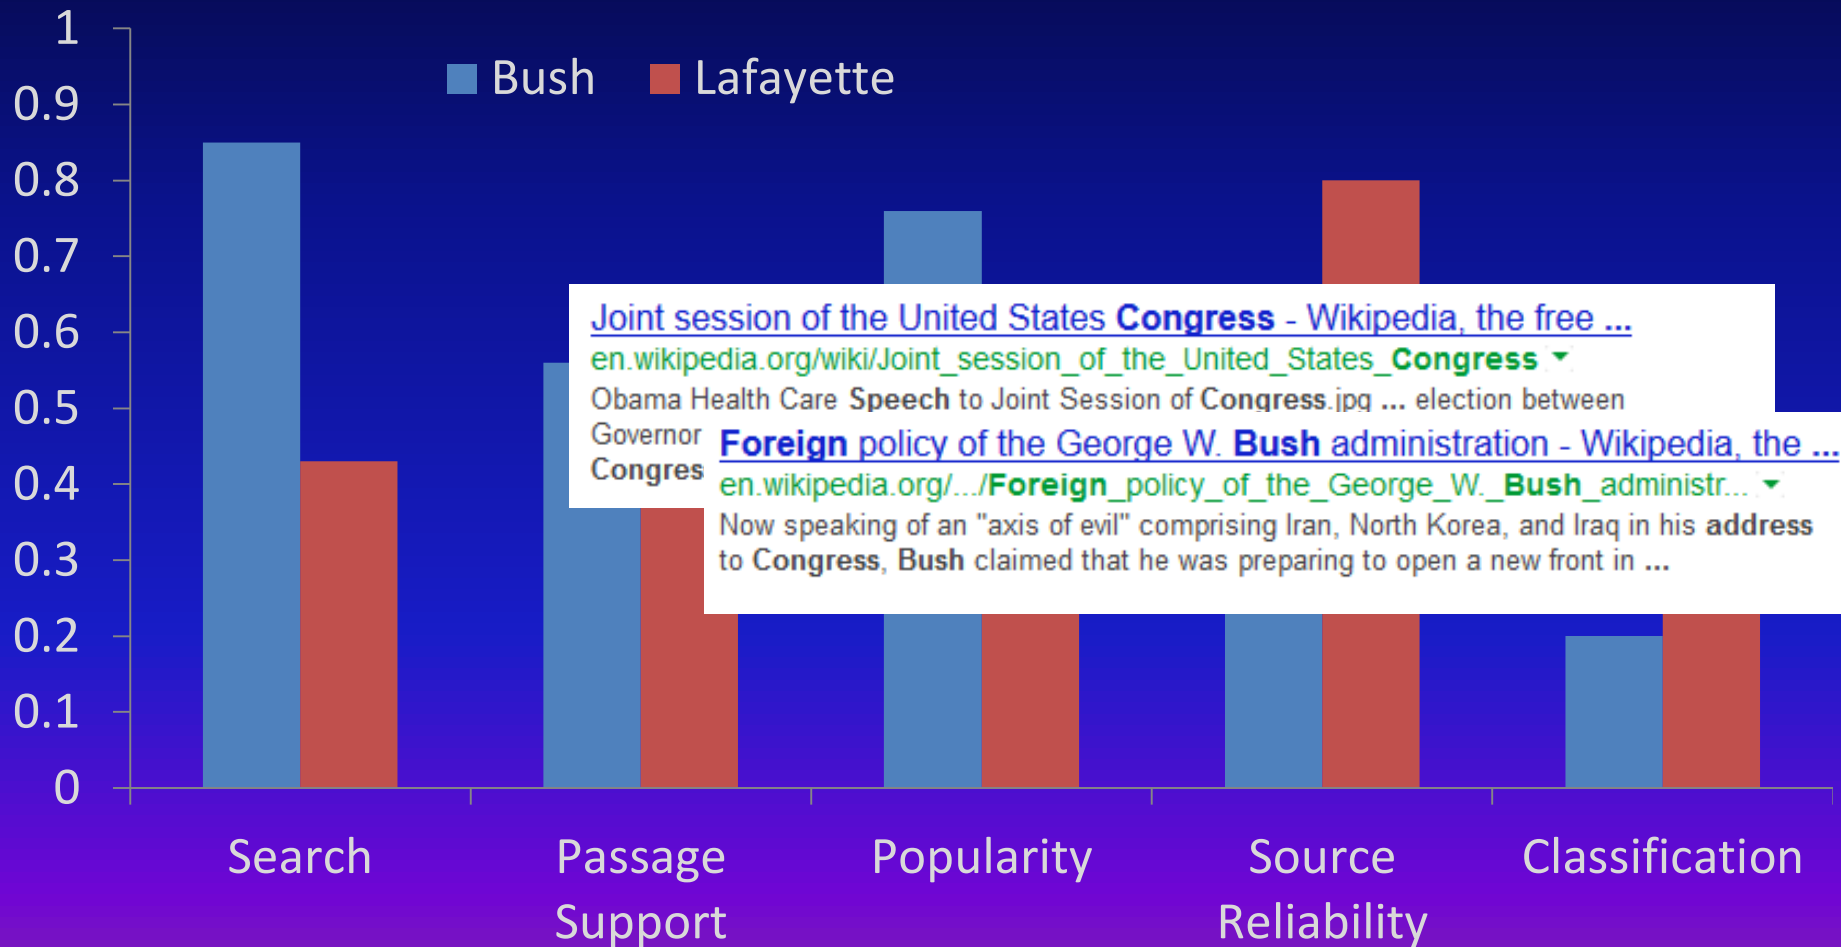 1
0.9
0.8
0.7
0.6
0.5
0.4
0.3
0.2
0.1
0
Bush Lafayette
Joint session of the United States Congress - Wikipedia, the free ...
en.wikipedia.org/wiki/Joint_session_of_the_United_States_Congress
Obama Health Care Speech to Joint Session of Congress.jpg ... election between
Governor
Congres
Foreign policy of the George W. Bush administration - Wikipedia, the ...
en.wikipedia.org/.../Foreign_policy_of_the_George_W._Bush_administr...
Now speaking of an "axis of evil" comprising Iran, North Korea, and Iraq in his address
to Congress, Bush claimed that he was preparing to open a new front in ...
Search
Passage
Support
Popularity
Source
Reliability
Classification